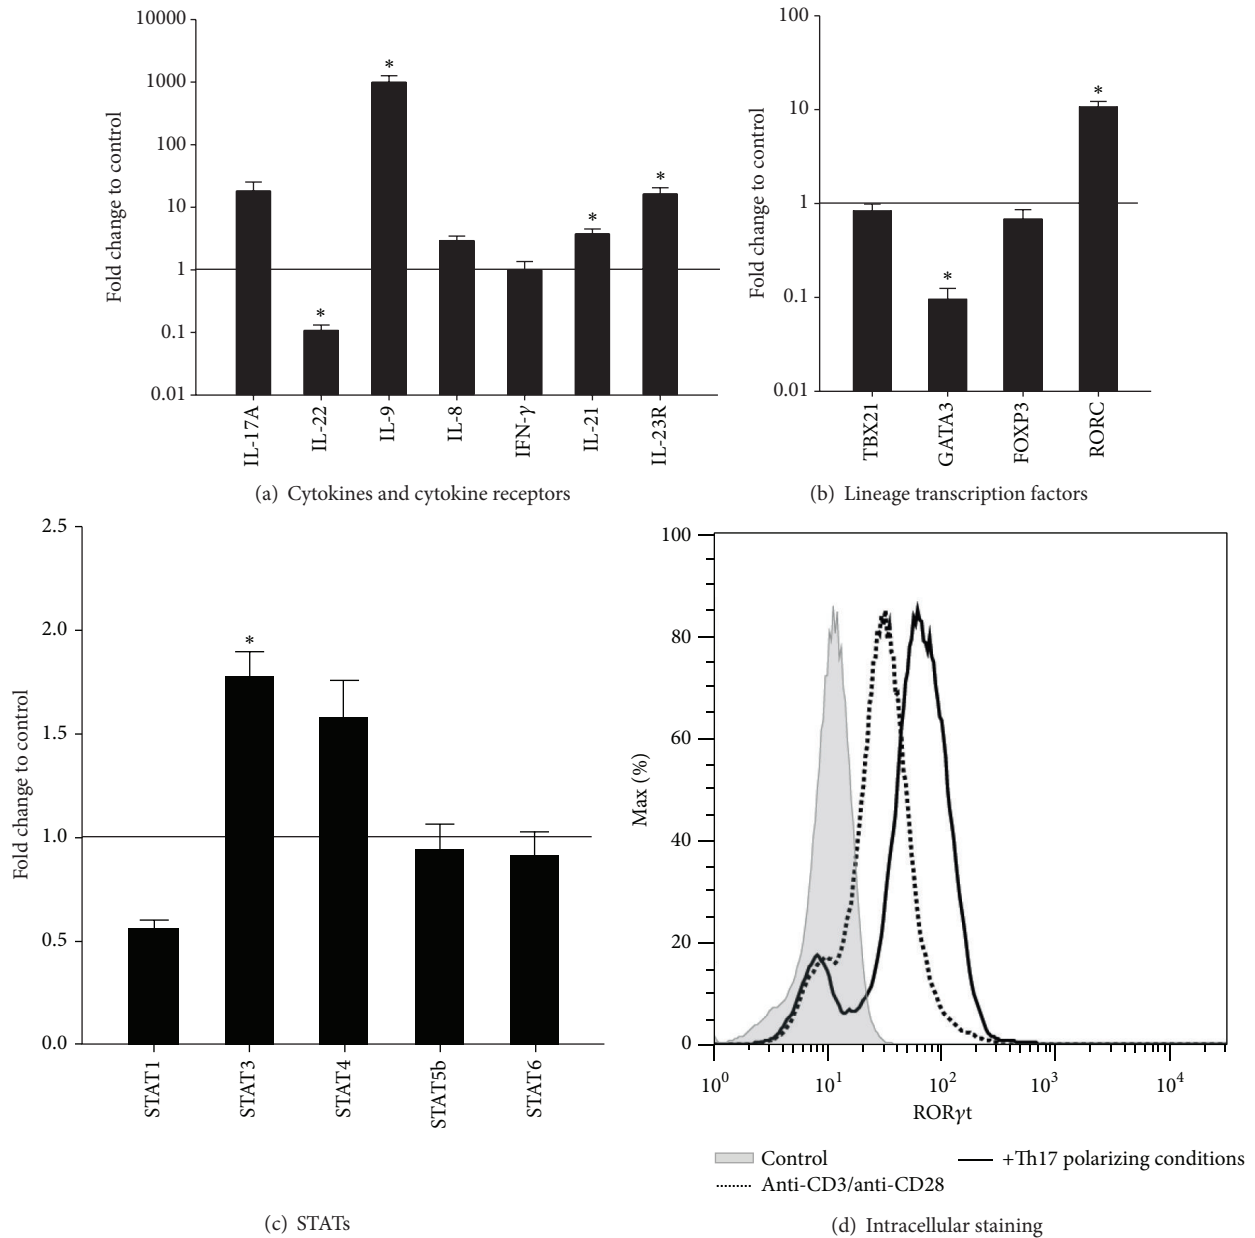 10000
1000
100
10
1
0.1
0.01
Fold change to control
*
*
*
*
IL-17A
IL-22
IL-9
IL-8
IFN-γ
IL-21
IL-23R
(a) Cytokines and cytokine receptors
100
10
1
0.1
0.01
Fold change to control
*
*
TBX21
GATA3
FOXP3
RORC
(b) Lineage transcription factors
2.5
2.0
1.5
1.0
0.5
0.0
Fold change to control
*
STAT1
STAT3
STAT4
STAT5b
STAT6
(c) STATs
100
80
60
40
20
0
Max (%)
10⁰
10¹
10²
10³
10⁴
RORγt
Control
Anti-CD3/anti-CD28
+Th17 polarizing conditions
(d) Intracellular staining